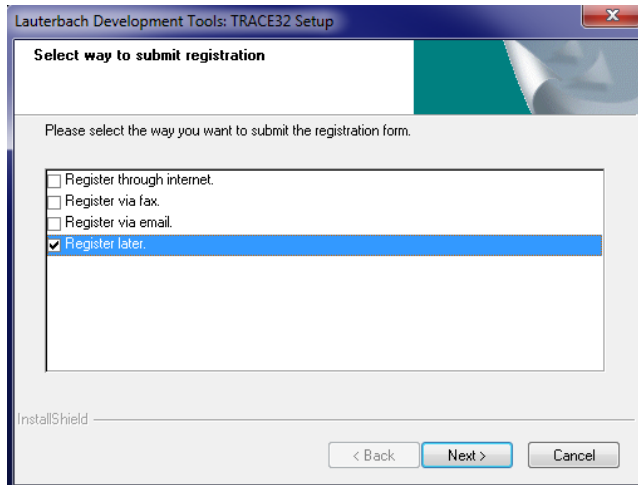 Lauterbach Development Tools: TRACE32 Setup
Select way to submit registration
Please select the way you want to submit the registration form.
Register through internet.
Register via fax.
Register via email.
Register later.
InstallShield
< Back Next > Cancel